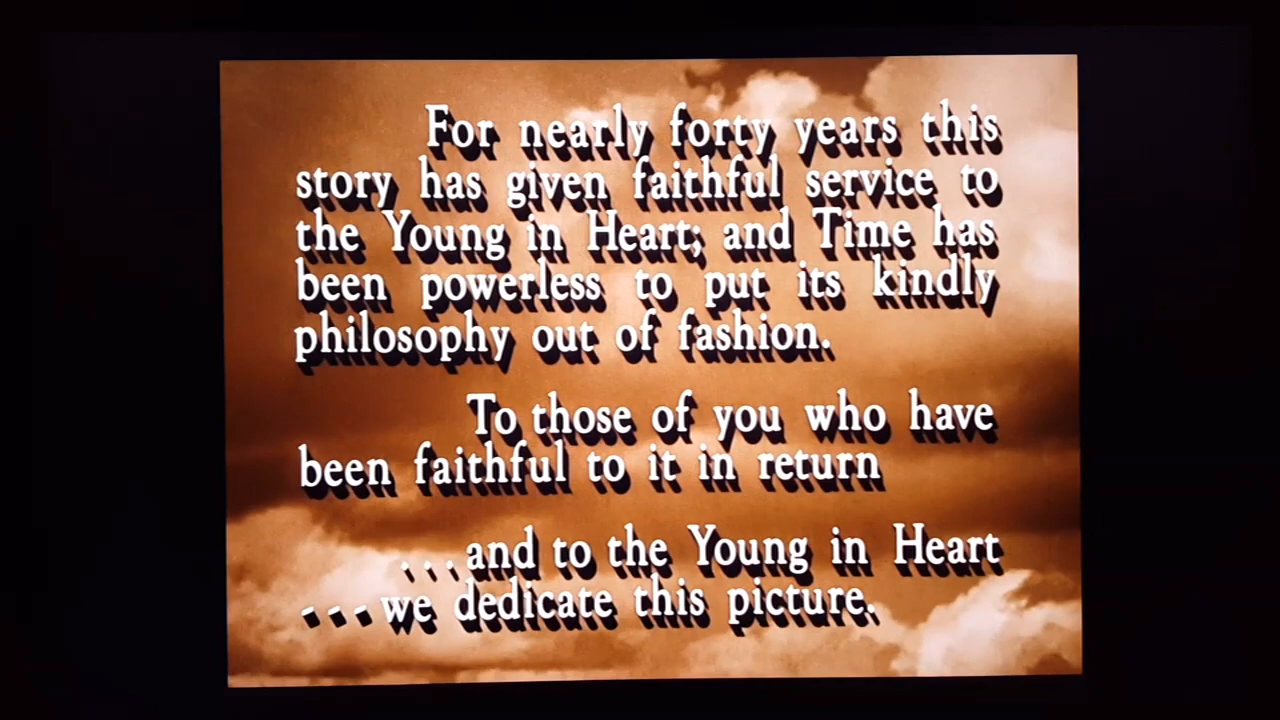 For nearly forty years this
story has given faithful service to
the Young in Heart; and Time has
been powerless to put its kindly
philosophy out of fashion.
To those of you who have
been faithful to it in return
...and to the Young in Heart
...we dedicate this picture.